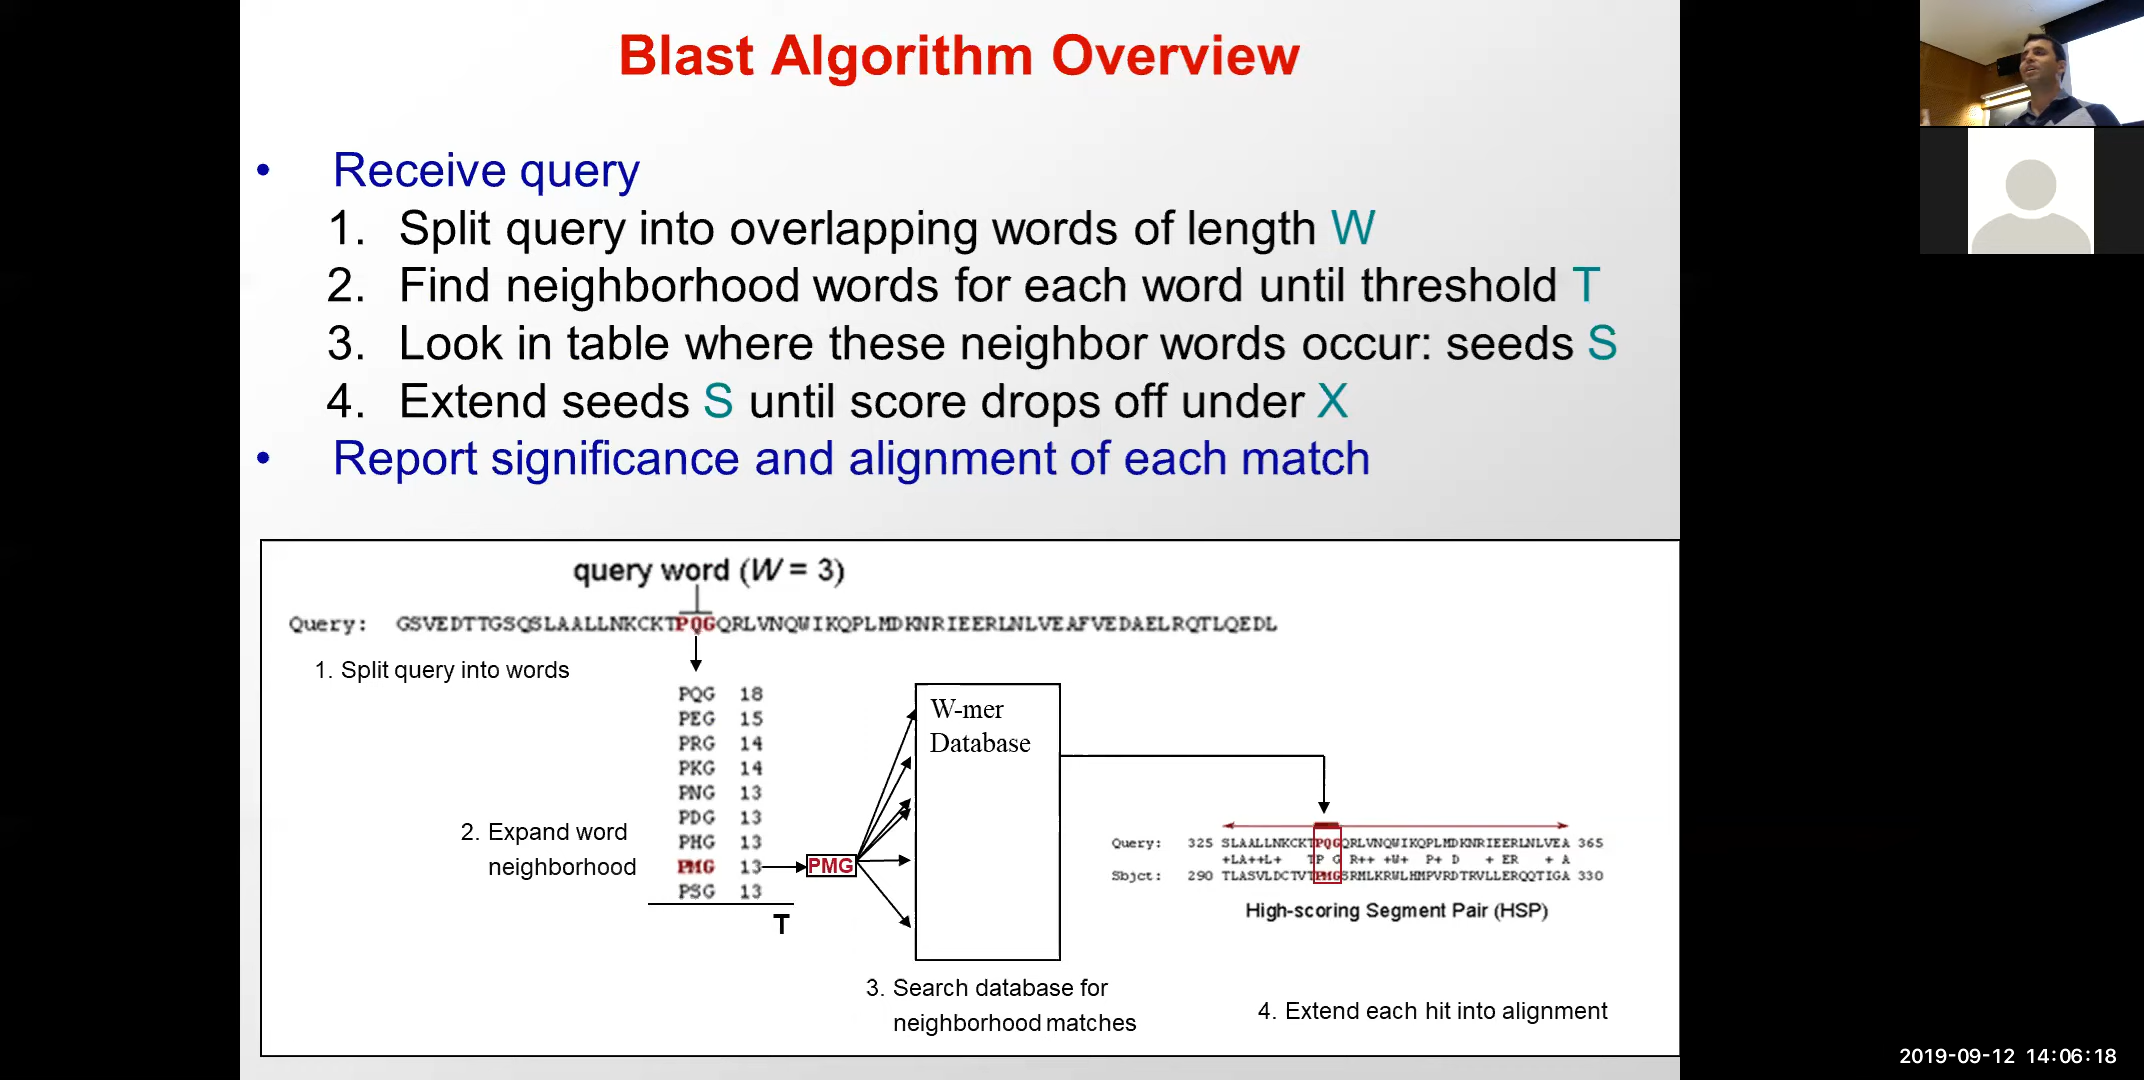 Blast Algorithm Overview
• Receive query
1. Split query into overlapping words of length W
2. Find neighborhood words for each word until threshold T
3. Look in table where these neighbor words occur: seeds S
4. Extend seeds S until score drops off under X
• Report significance and alignment of each match
query word (W = 3)
Query: GSVEDTTGSQSLAALLNKCKTPQGQRLVNQWIKQPLMDKNRIEERLNLVEAFVEDAELRQTLQEDL
1. Split query into words
PQG 18
PEG 15
PRG 14
PKG 14
PNG 13
PDG 13
PHG 13
PMG 13
PSG 13
T
2. Expand word
neighborhood
PMG
W-mer
Database
3. Search database for
neighborhood matches
Query: 325 SLAALLNKCKTPQGQRLVNQWIKQPLMDKNRIEERLNLVEA 365
+LA++L+ TP G R++ +W+ P+ D + ER + A
Sbjct: 290 TLASVLDCTVTPMGSRMLKRWLHMPVRDTRVLLERQQTIGA 330
High-scoring Segment Pair (HSP)
4. Extend each hit into alignment
2019-09-12 14:06:18